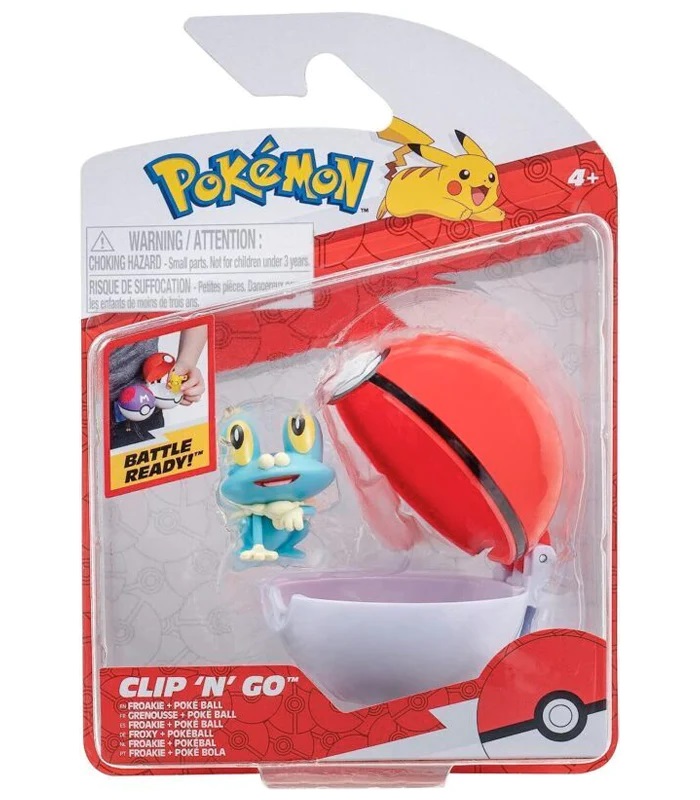 POKÉMON™
4+
WARNING / ATTENTION :
CHOKING HAZARD - Small parts. Not for children under 3 years.
RISQUE DE SUFFOCATION - Petites pièces.
les enfants de moins de trois ans.
M
BATTLE
READY!™
CLIP 'N' GO™
EN FROAKIE + POKÉ BALL
FR GRENOUSSE + POKÉ BALL
ES FROAKIE + POKÉ BALL
DE FROXY + POKÉBALL
NL FROAKIE + POKÉBAL
PT FROAKIE + POKÉ BOLA